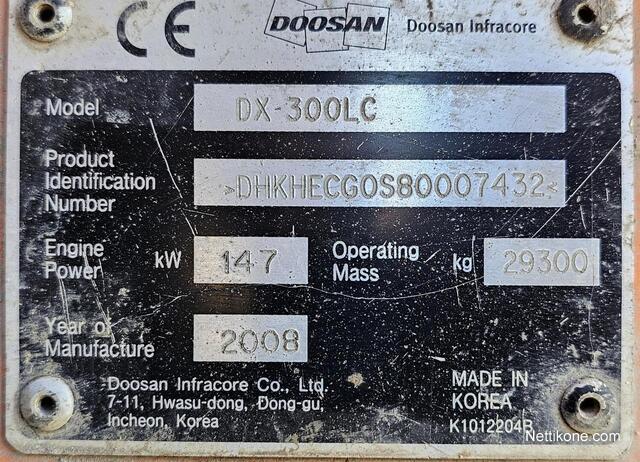 CE DOOSAN Doosan Infracore
Model DX-300LC
Product
Identification
Number >DHKHECG0S80007432<
Engine
Power kW 147 Operating
Mass kg 29300
Year of
Manufacture 2008
Doosan Infracore Co., Ltd.
7-11, Hwasu-dong, Dong-gu,
Incheon, Korea
MADE IN
KOREA
K1012204B
Nettikone.com